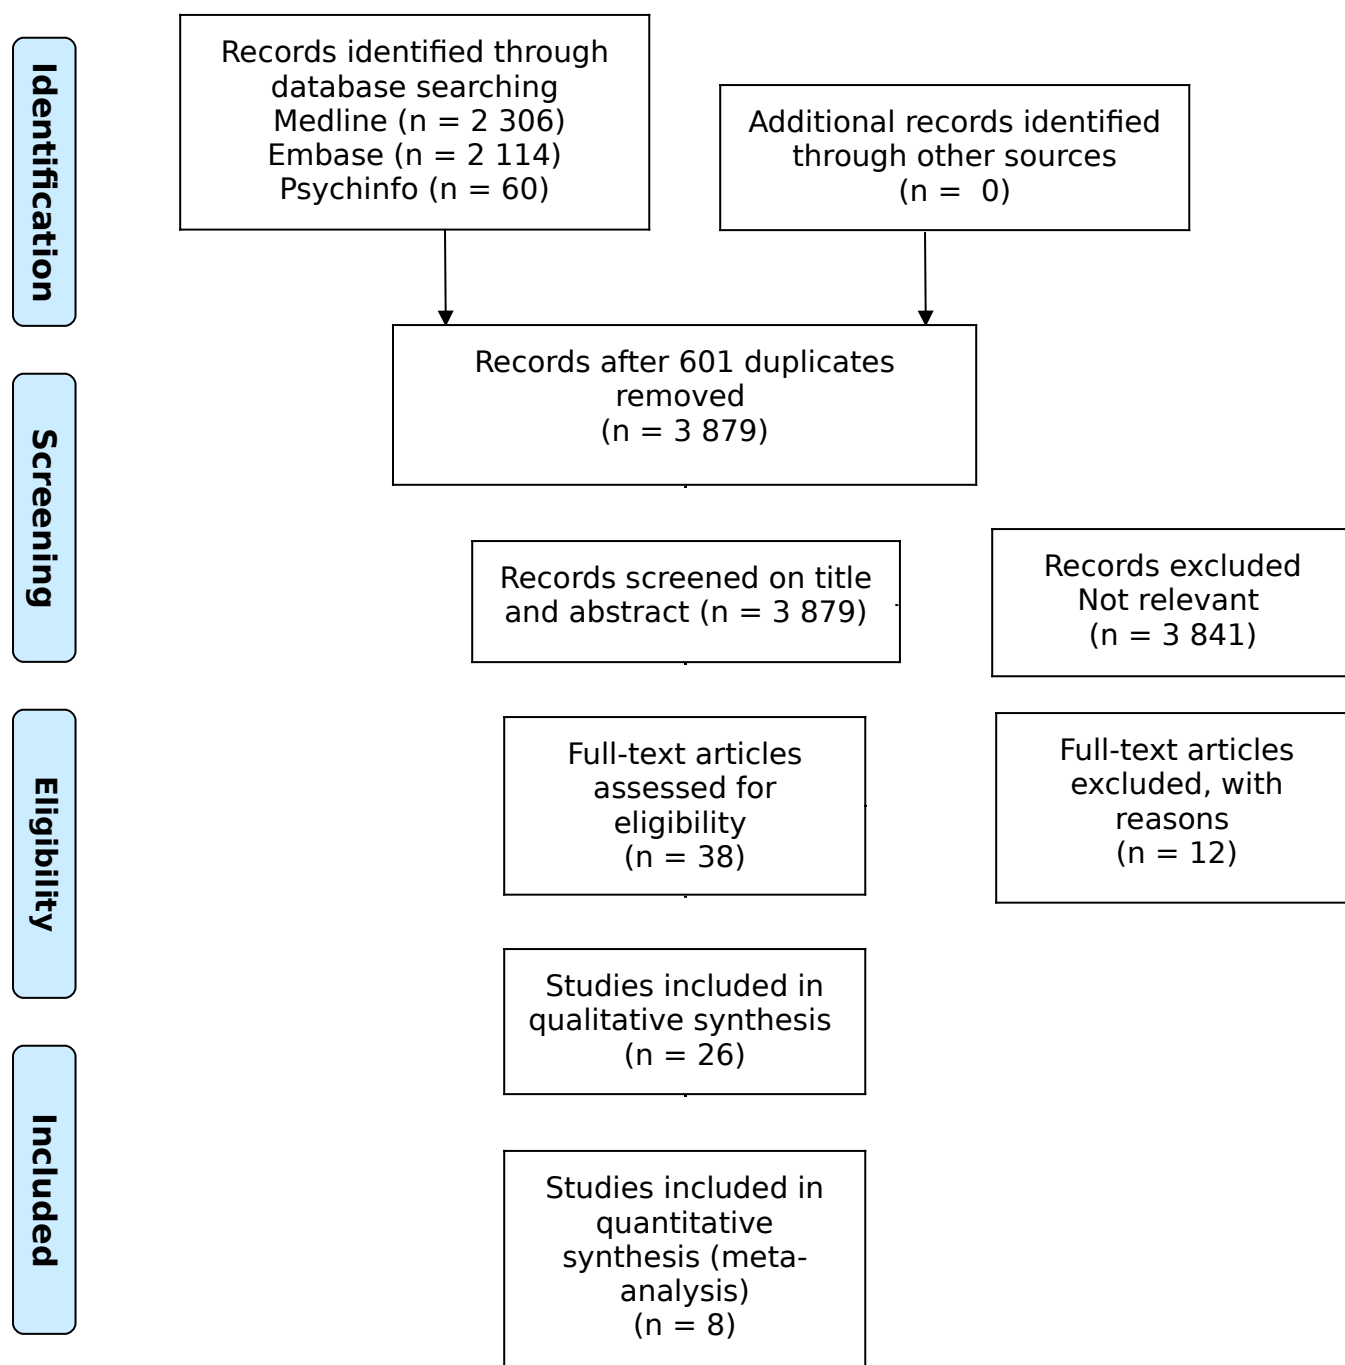 Identification
Records identified through
database searching
Medline (n = 2 306)
Embase (n = 2 114)
Psychinfo (n = 60)
Additional records identified
through other sources
(n =  0)
Records after 601 duplicates
removed
(n = 3 879)
Screening
Records screened on title
and abstract (n = 3 879)
Records excluded
Not relevant
(n = 3 841)
Eligibility
Full-text articles
assessed for
eligibility
(n = 38)
Full-text articles
excluded, with
reasons
(n = 12)
Studies included in
qualitative synthesis
(n = 26)
Included
Studies included in
quantitative
synthesis (meta-
analysis)
(n = 8)